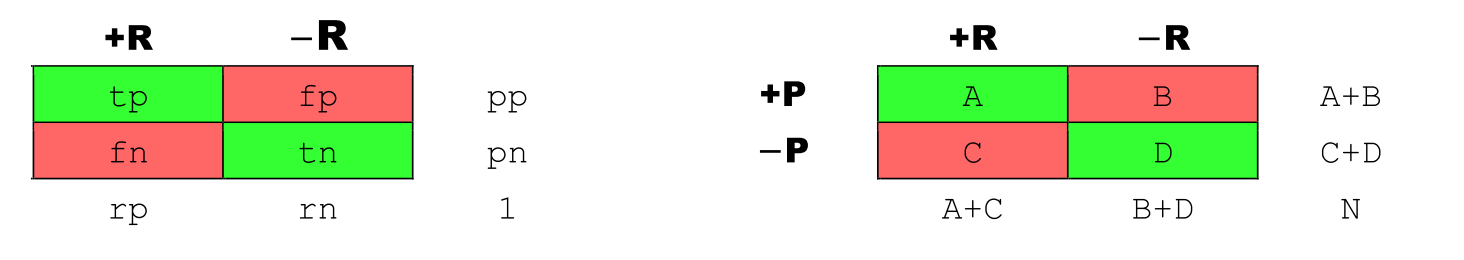 +R −R +R −R
tp fp pp +P A B A+B
fn tn pn −P C D C+D
rp rn 1 A+C B+D N